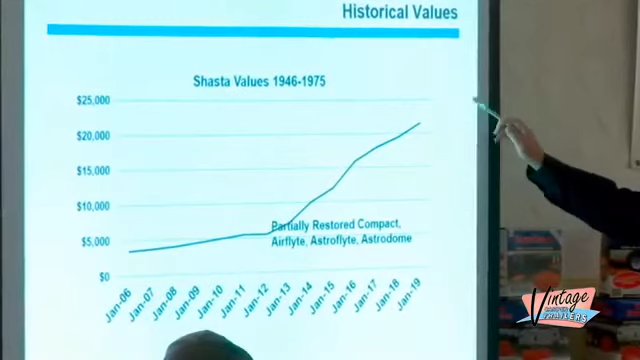 Historical Values
Shasta Values 1946-1975
$25,000
$20,000
$15,000
$10,000
$5,000
$0
Partially Restored Compact,
Airflyte, Astroflyte, Astrodome
Jan-06
Jan-07
Jan-08
Jan-09
Jan-10
Jan-11
Jan-12
Jan-13
Jan-14
Jan-15
Jan-16
Jan-17
Jan-18
Jan-19
Vintage
TRAILERS